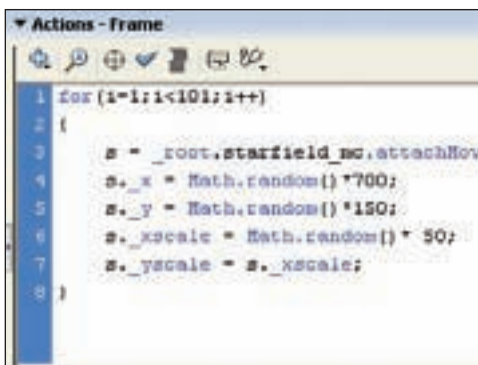 Actions - Frame
1 for(i=1;i<101;i++)
2 {
3 s = _root.starfield_mc.attachMov
4 s._x = Math.random()*700;
5 s._y = Math.random()*150;
6 s._xscale = Math.random()* 50;
7 s._yscale = s._xscale;
8 }